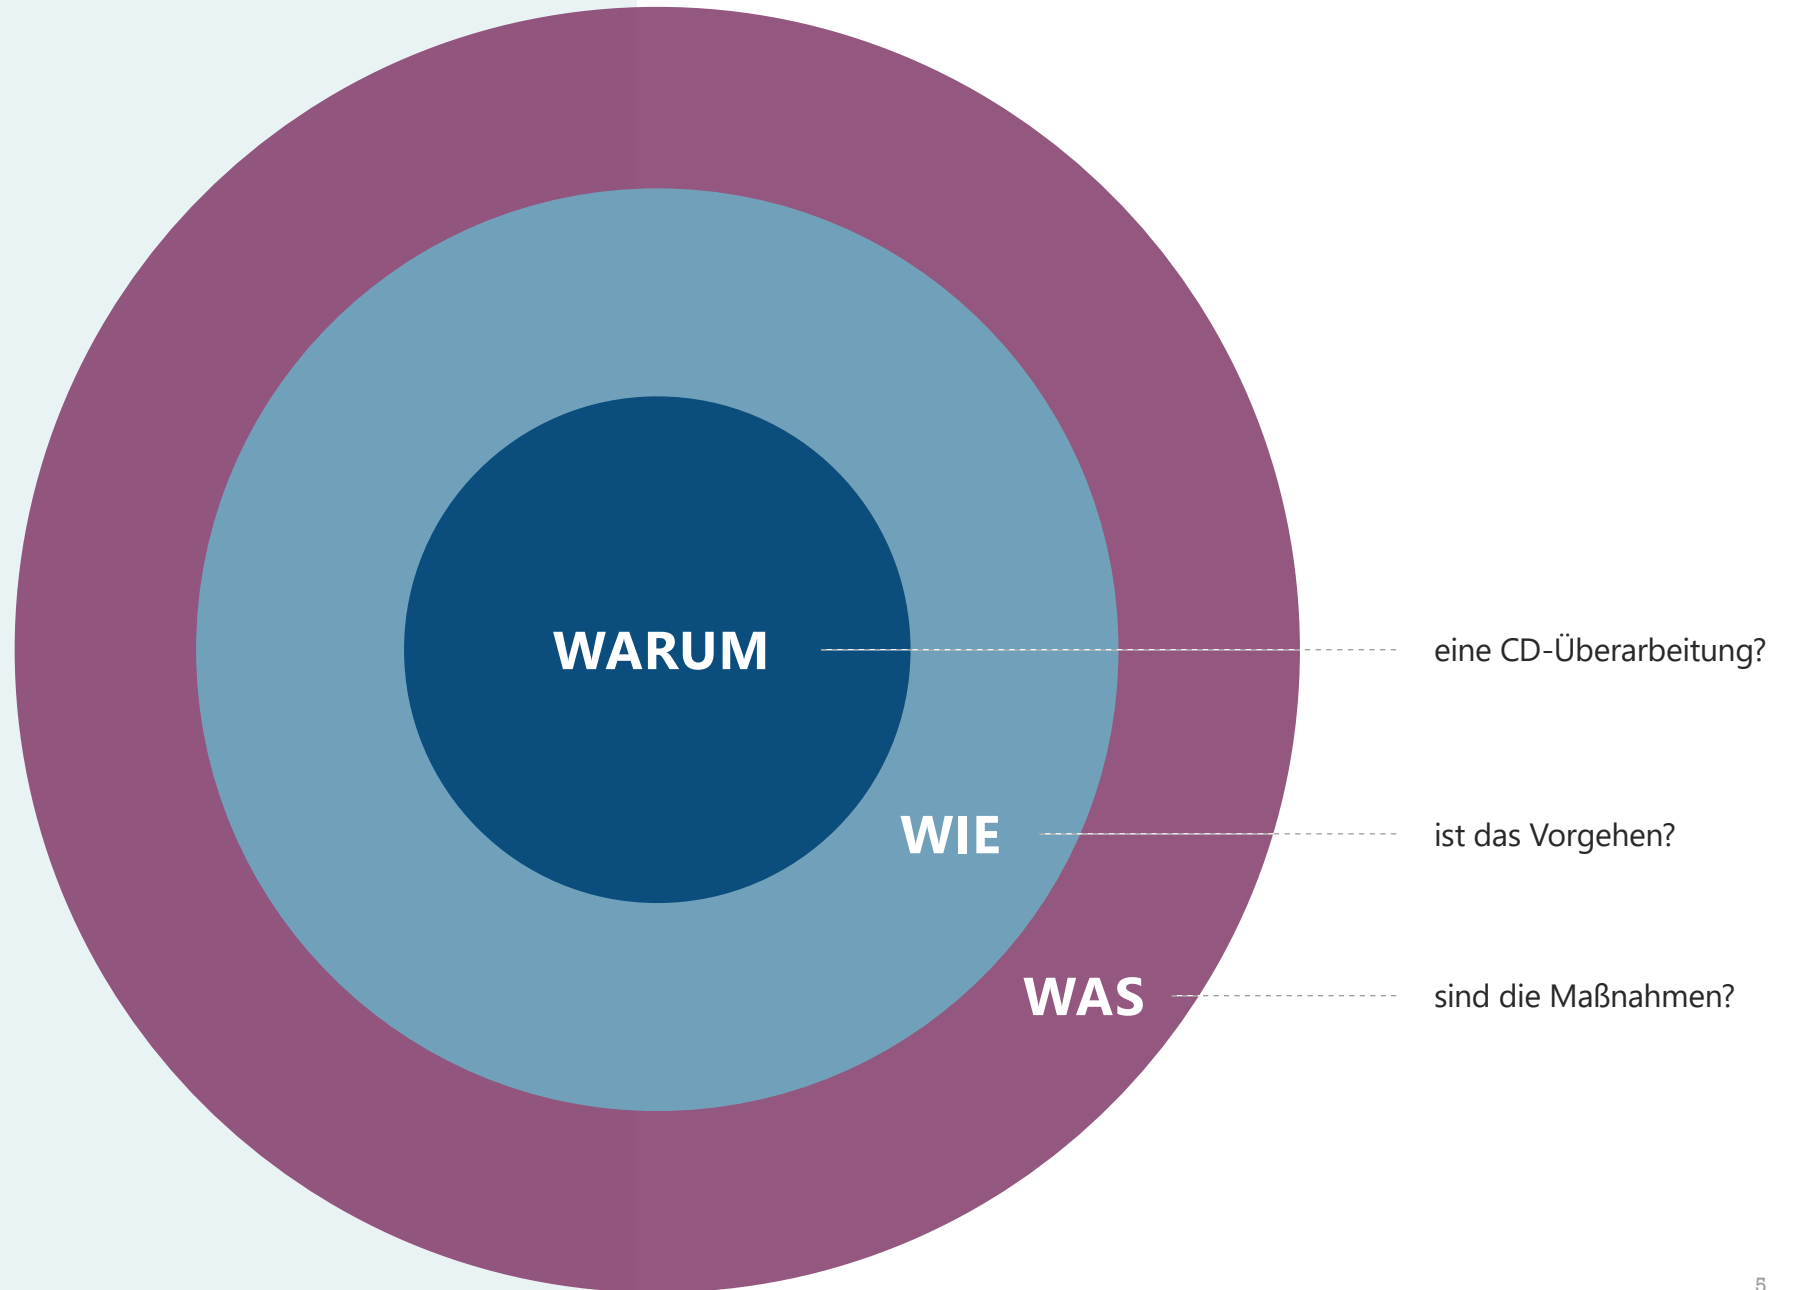 WARUM eine CD-Überarbeitung?
WIE ist das Vorgehen?
WAS sind die Maßnahmen?
5